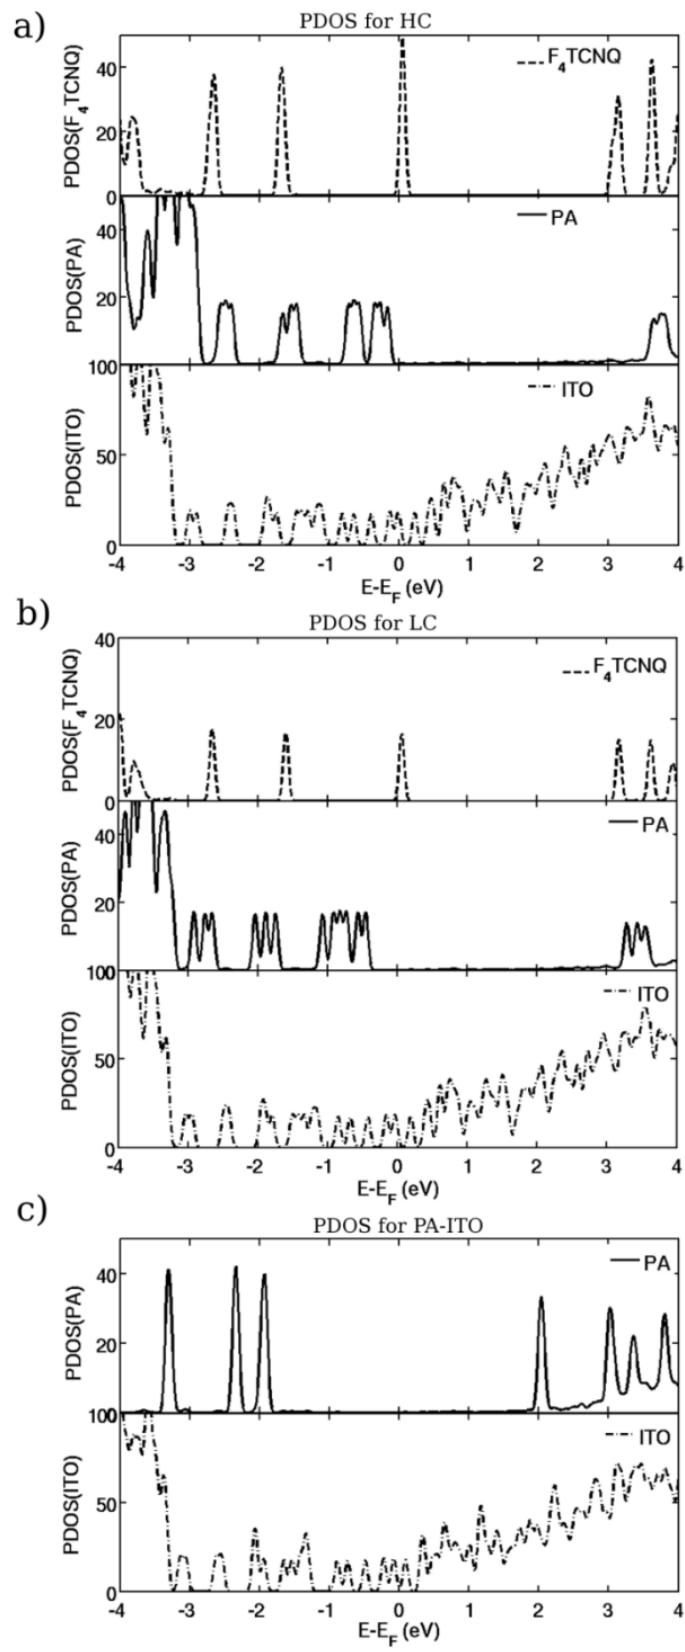 a)
PDOS for HC
PDOS(F4TCNQ)
40
20
0
F4TCNQ
PDOS(PA)
40
20
PA
PDOS(ITO)
100
50
0
ITO
-4 -3 -2 -1 0 1 2 3 4
E-EF (eV)
b)
PDOS for LC
PDOS(F4TCNQ)
40
20
0
F4TCNQ
PDOS(PA)
40
20
PA
PDOS(ITO)
100
50
0
ITO
-4 -3 -2 -1 0 1 2 3 4
E-EF (eV)
c)
PDOS for PA-ITO
PDOS(PA)
40
20
PA
PDOS(ITO)
100
50
0
ITO
-4 -3 -2 -1 0 1 2 3 4
E-EF (eV)